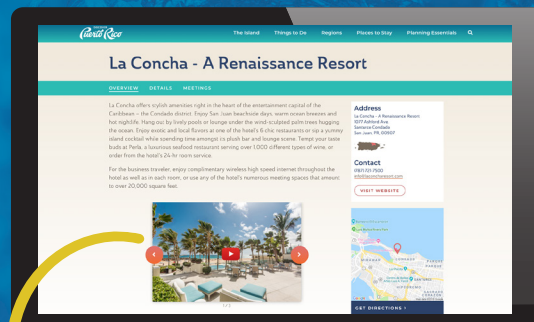 Puerto Rico
The Island Things to Do Regions Places to Stay Planning Essentials
La Concha - A Renaissance Resort
OVERVIEW DETAILS MEETINGS
La Concha offers stylish amenities right in the heart of the entertainment capital of the
Caribbean – the Condado district. Enjoy San Juan beachside days, warm ocean breezes and
hot nightlife. Hang out by lively pools or lounge under the wind-sculpted palm trees hugging
the ocean. Enjoy exotic and local flavors at one of the hotel's 6 chic restaurants or sip a yummy
island cocktail while spending time amongst its plush bar and lounge scene. Tempt your taste
buds at Perla, a luxurious seafood restaurant serving over 1,000 different types of wine, or
order from the hotel's 24-hr room service.
For the business traveler, enjoy complimentary wireless high speed internet throughout the
hotel as well as in each room, or use any of the hotel's numerous meeting spaces that amount
to over 20,000 square feet.
Address
La Concha - A Renaissance Resort
1077 Ashford Ave.
Santurce Condado
San Juan, PR, 00907
Contact
(787) 721-7500
info@laconcharesort.com
VISIT WEBSITE
MIRAMAR
GET DIRECTIONS ›